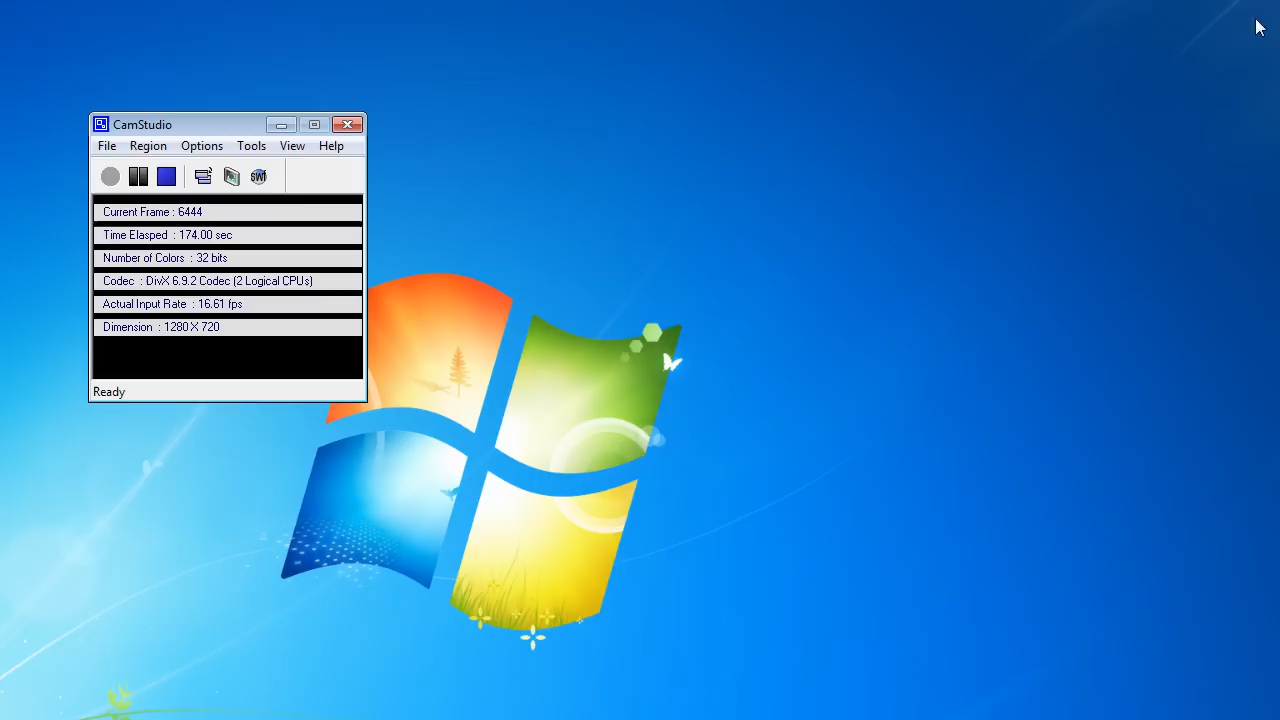 CamStudio
File Region Options Tools View Help
SWF
Current Frame : 6444
Time Elasped : 174.00 sec
Number of Colors : 32 bits
Codec : DivX 6.9.2 Codec (2 Logical CPUs)
Actual Input Rate : 16.61 fps
Dimension : 1280 X 720
Ready